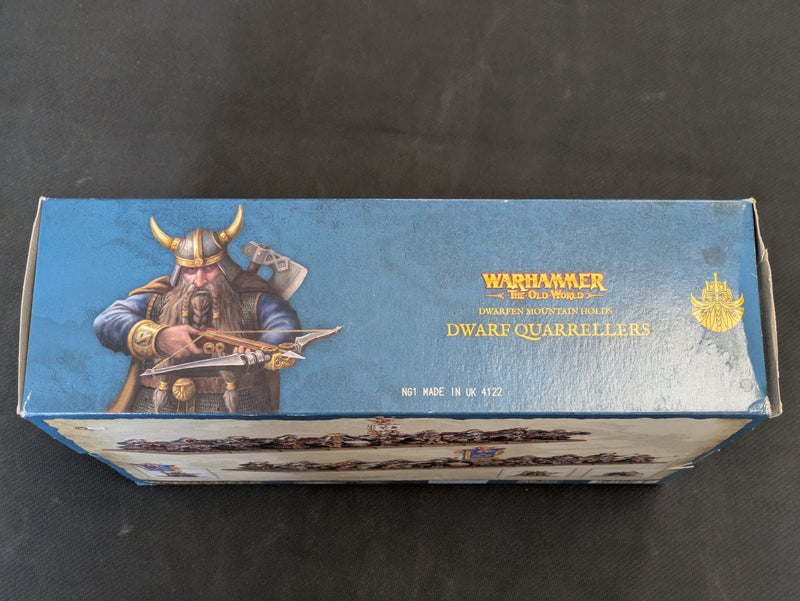 WARHAMMER
THE OLD WORLD
DWARFEN MOUNTAIN HOLDS
DWARF QUARRELLERS
NG1 MADE IN UK 4122